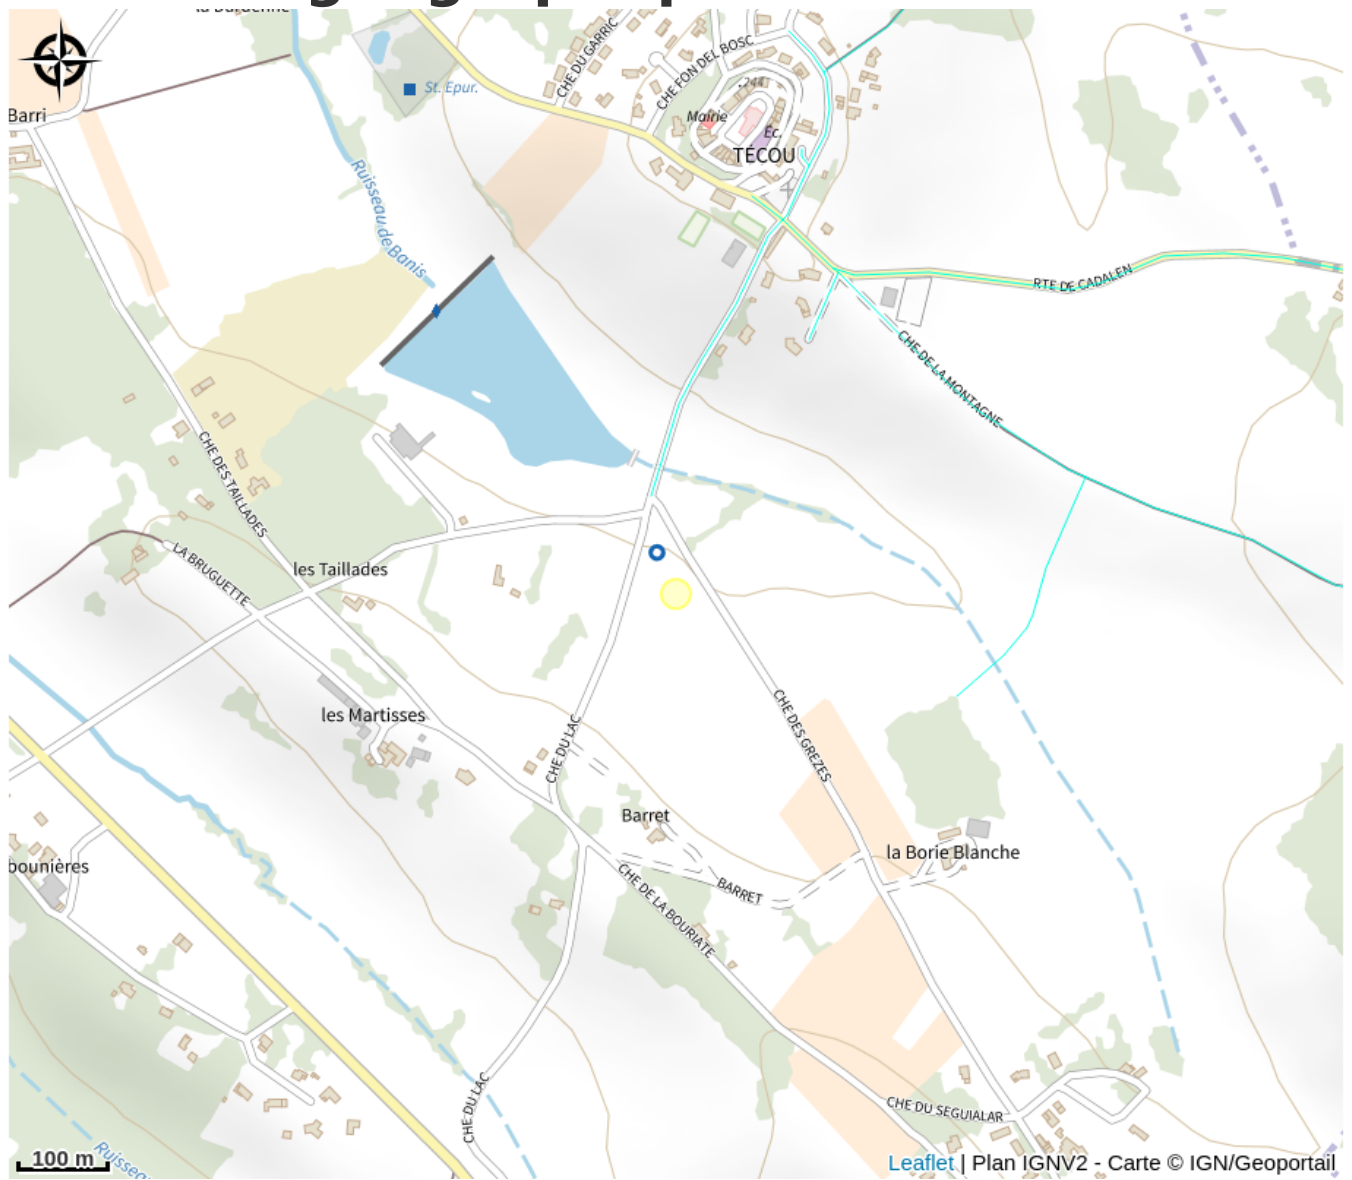 St. Epur.
CHE DU GARRIC
CHE FON DEL BOSC
.244
Mairie
Éc.
TÉCOU
Barri
Ruisseau de Banis
RTE DE CADALEN
CHE DE LA MONTAGNE
CHE DES TAILLADES
LA BRUGUETTE
les Taillades
les Martisses
CHE DU LAC
CHE DES GREZES
Barret
la Borie Blanche
BARRET
CHE DE LA BOURIATE
bounières
CHE DU LAC
CHE DU SEGUIALAR
100 m
Leaflet | Plan IGNV2 - Carte © IGN/Geoportail